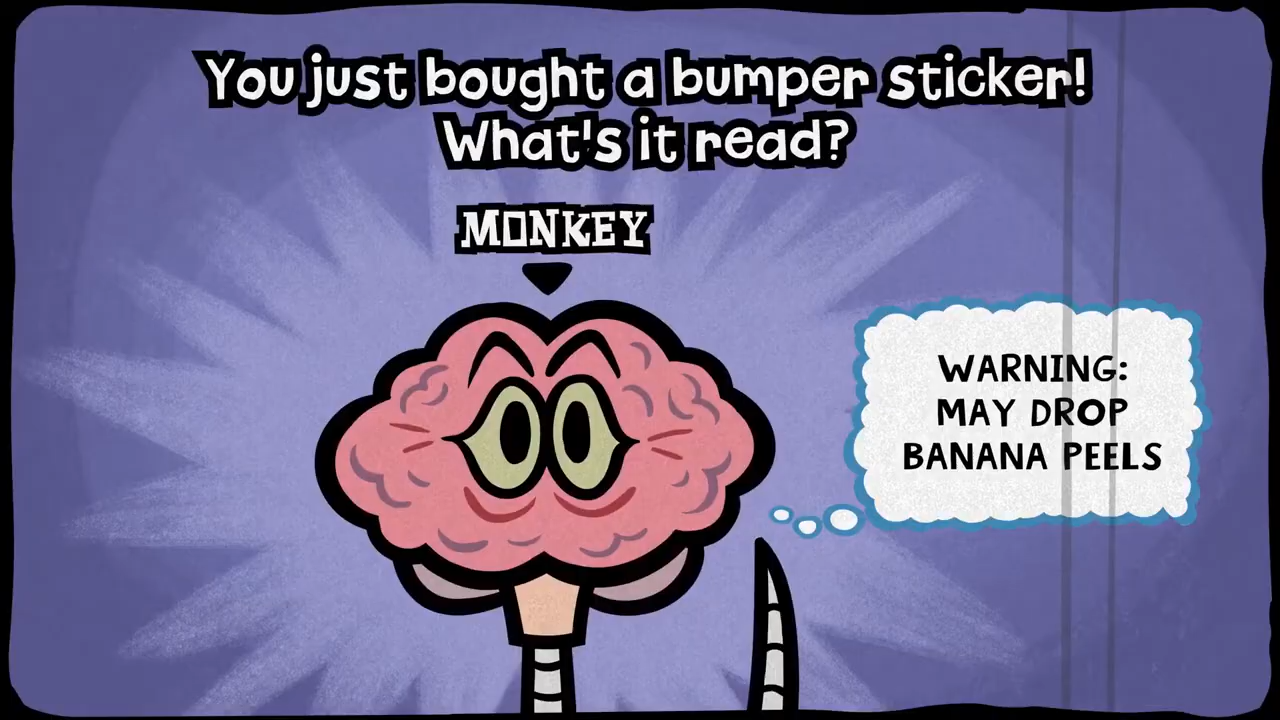 You just bought a bumper sticker!
What's it read?
MONKEY
WARNING:
MAY DROP
BANANA PEELS